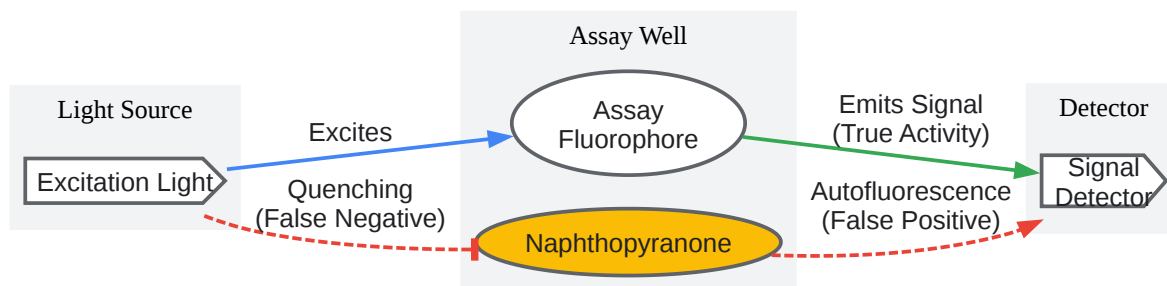 Assay Well
Light Source
Detector
Excitation Light
Excites
Assay
Fluorophore
Emits Signal
(True Activity)
Signal
Detector
Quenching
(False Negative)
Naphthopyranone
Autofluorescence
(False Positive)